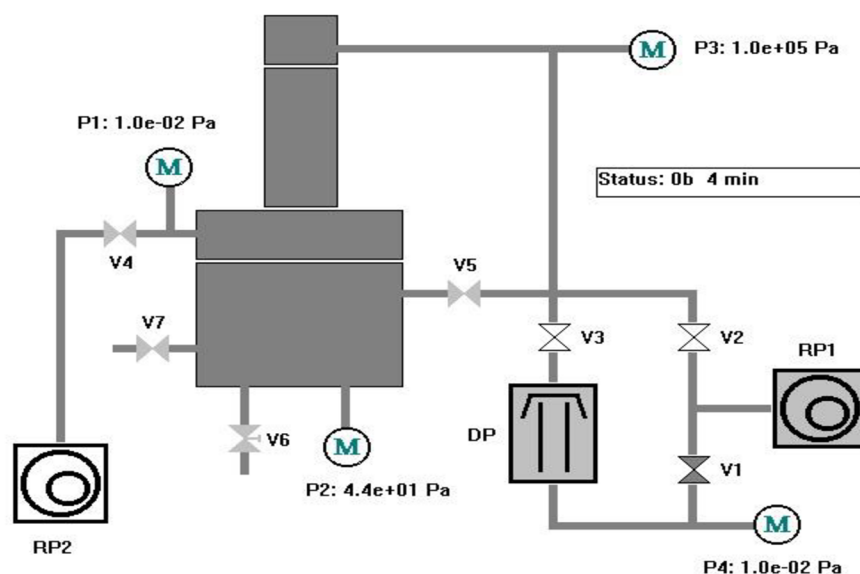 M
P3: 1.0e+05 Pa
P1: 1.0e-02 Pa
M
Status: 0b 4 min
V4
V5
V7
V3
V2
RP1
DP
V6
M
V1
P2: 4.4e+01 Pa
M
RP2
P4: 1.0e-02 Pa